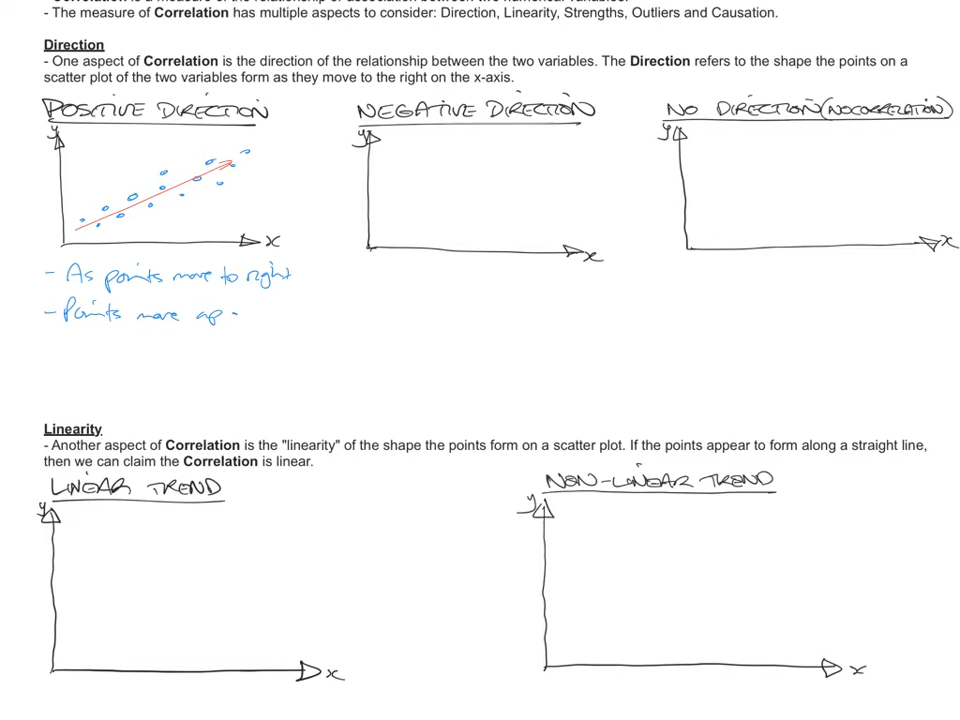 - The measure of Correlation has multiple aspects to consider: Direction, Linearity, Strengths, Outliers and Causation.
Direction
- One aspect of Correlation is the direction of the relationship between the two variables. The Direction refers to the shape the points on a
scatter plot of the two variables form as they move to the right on the x-axis.
POSITIVE DIRECTION
NEGATIVE DIRECTION
NO DIRECTION (NO CORRELATION)
y
x
y
x
y
x
- As points move to right
- Points move up -
Linearity
- Another aspect of Correlation is the "linearity" of the shape the points form on a scatter plot. If the points appear to form along a straight line,
then we can claim the Correlation is linear.
LINEAR TREND
NON-LINEAR TREND
y
x
y
x